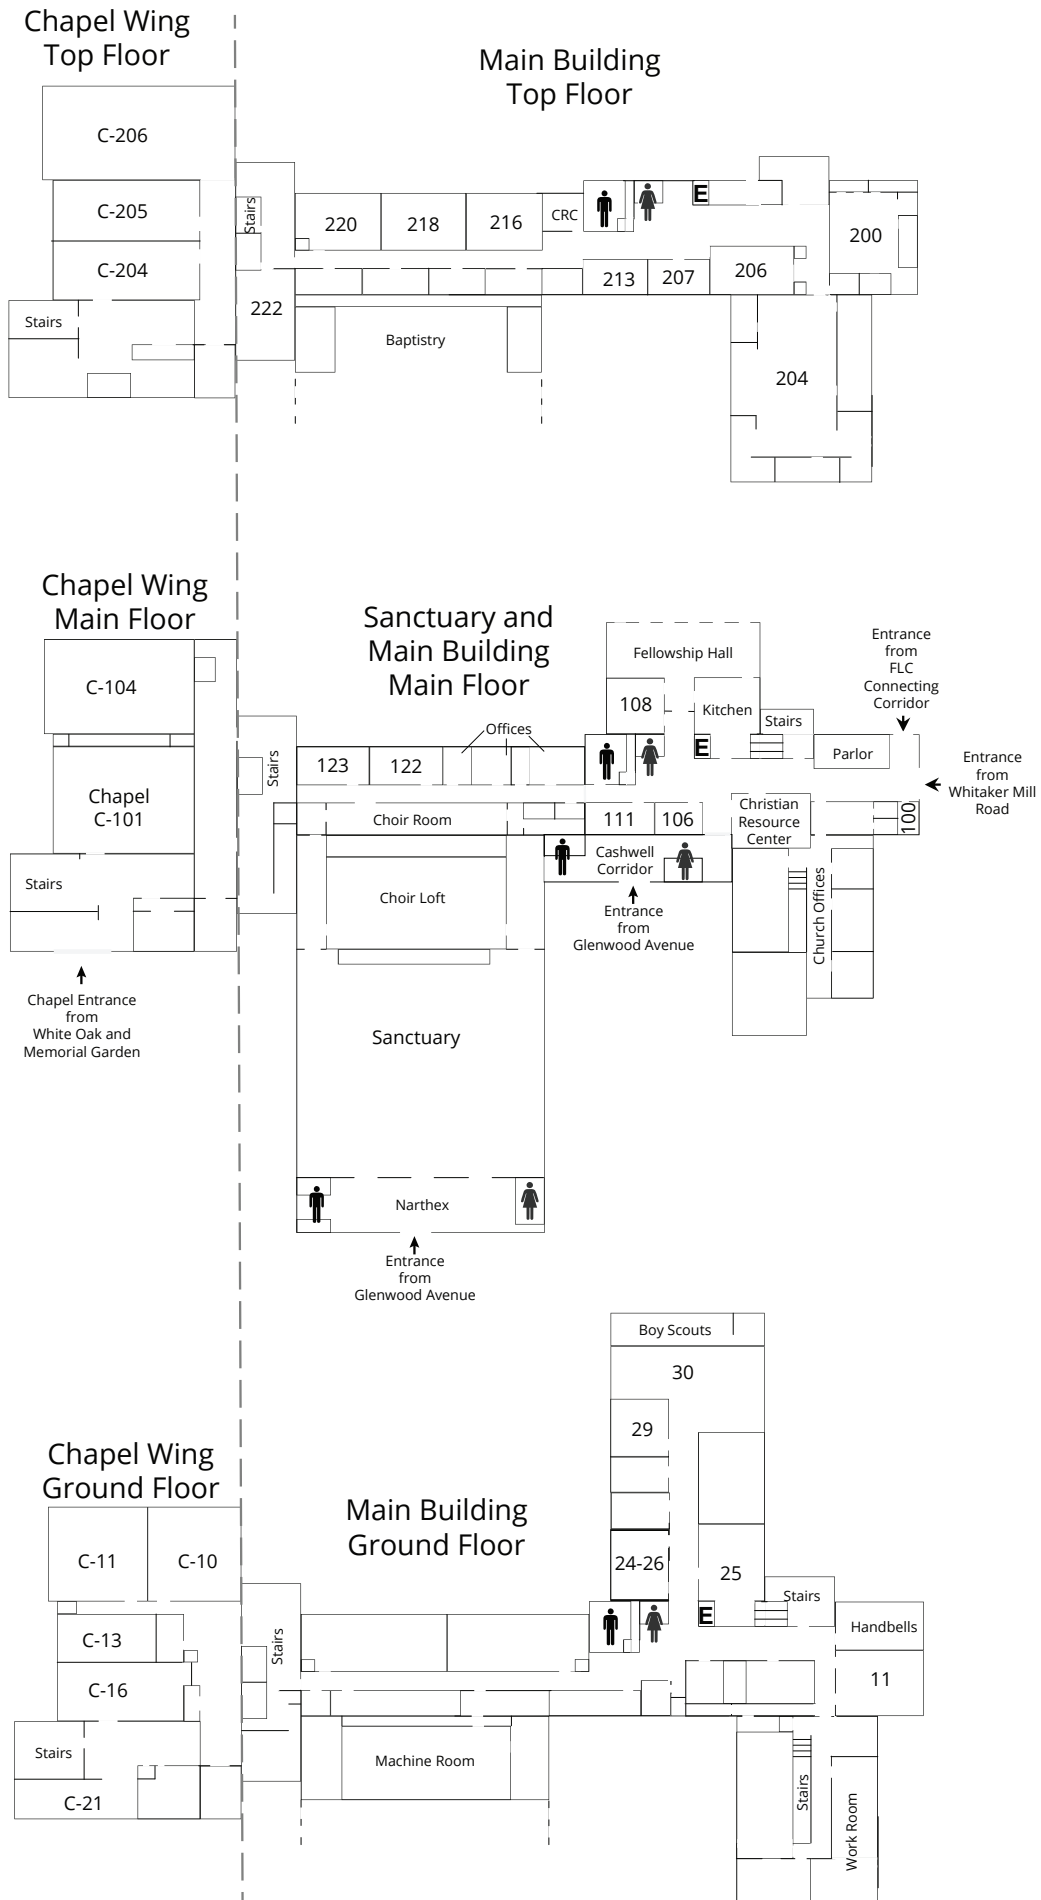 Chapel Wing
Top Floor
Main Building
Top Floor
C-206
C-205
C-204
Stairs
Stairs
222
220
218
216
CRC
E
213
207
206
200
Baptistry
204
Chapel Wing
Main Floor
Sanctuary and
Main Building
Main Floor
Entrance
from
FLC
Connecting
Corridor
Fellowship Hall
C-104
108
Kitchen
Stairs
Offices
E
Parlor
Entrance
from
Whitaker Mill
Road
Stairs
123
122
Chapel
C-101
Choir Room
111
106
Christian
Resource
Center
100
Stairs
Cashwell
Corridor
Choir Loft
Church Offices
Entrance
from
Glenwood Avenue
Chapel Entrance
from
White Oak and
Memorial Garden
Sanctuary
Narthex
Entrance
from
Glenwood Avenue
Boy Scouts
30
29
Chapel Wing
Ground Floor
Main Building
Ground Floor
C-11
C-10
24-26
25
Stairs
E
Handbells
C-13
Stairs
C-16
11
Stairs
Machine Room
C-21
Stairs
Work Room